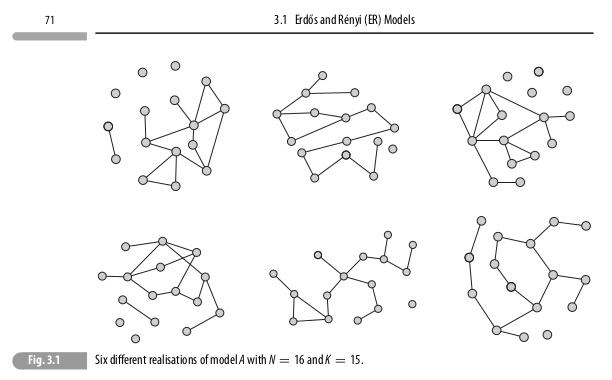 71 3.1 Erdős and Rényi (ER) Models
Fig. 3.1 Six different realisations of model A with N = 16 and K = 15.